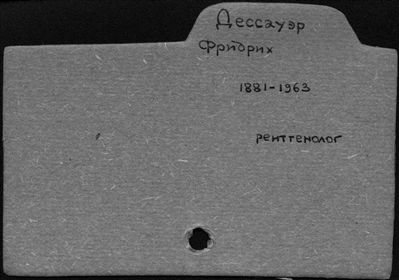 Дессауэр
Фридрих
1881-1963
рентгенолог